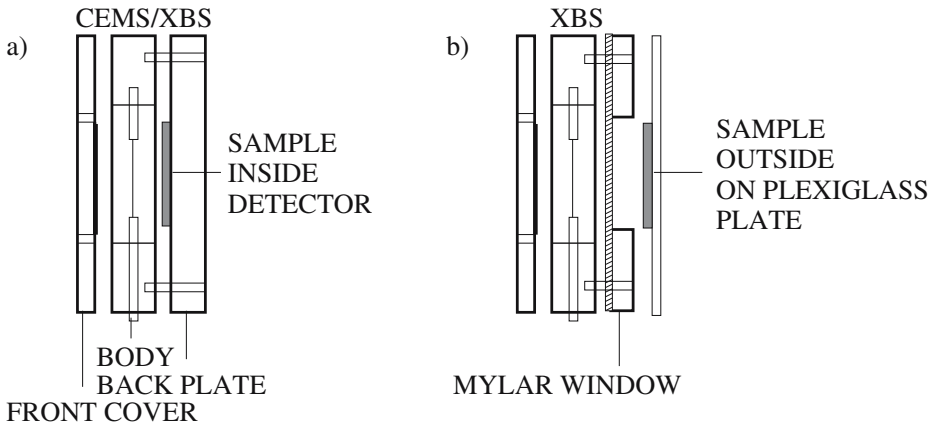 CEMS/XBS
a)
SAMPLE
INSIDE
DETECTOR
BODY
BACK PLATE
FRONT COVER
XBS
b)
SAMPLE
OUTSIDE
ON PLEXIGLASS
PLATE
MYLAR WINDOW